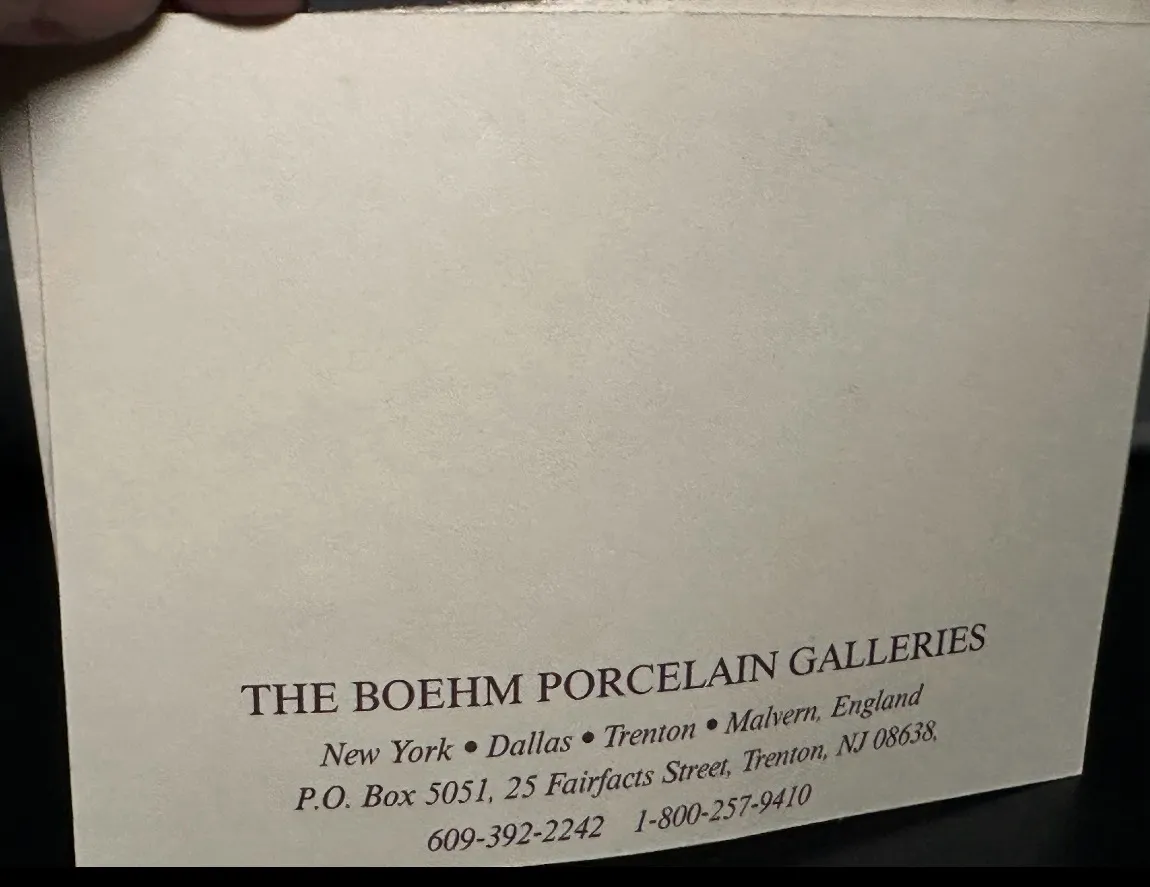 THE BOEHM PORCELAIN GALLERIES
New York • Dallas • Trenton • Malvern, England
P.O. Box 5051, 25 Fairfacts Street, Trenton, NJ 08638,
609-392-2242 1-800-257-9410